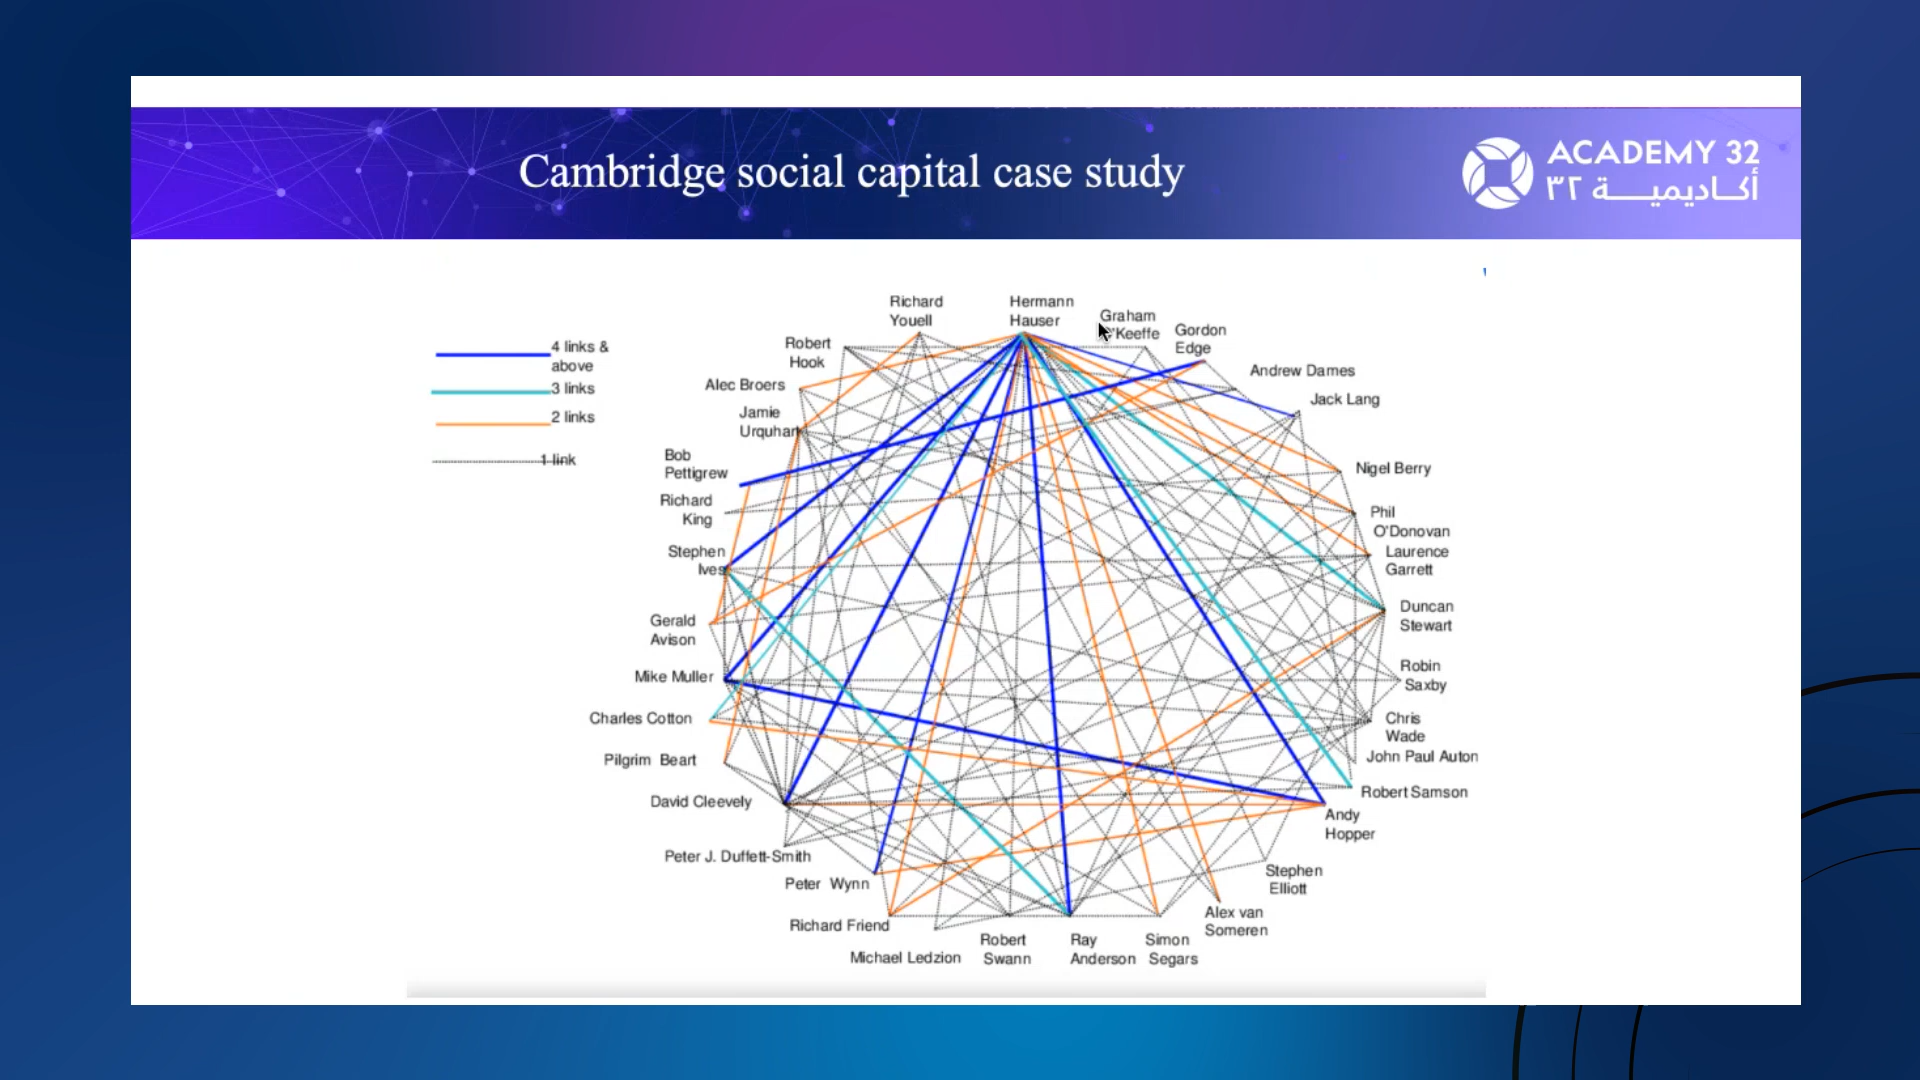 Cambridge social capital case study
ACADEMY 32
أكاديمية ٣٢
4 links &
above
3 links
2 links
1 link
Richard
Youell
Hermann
Hauser
Graham
Gordon
Edge
Robert
Hook
Andrew Dames
Alec Broers
Jack Lang
Jamie
Urquhart
Bob
Pettigrew
Nigel Berry
Richard
King
Phil
O'Donovan
Stephen
Ives
Laurence
Garrett
Gerald
Avison
Duncan
Stewart
Mike Muller
Robin
Saxby
Charles Cotton
Chris
Wade
Pilgrim Beart
John Paul Auton
David Cleevely
Robert Samson
Andy
Hopper
Peter J. Duffett-Smith
Peter Wynn
Stephen
Elliott
Richard Friend
Alex van
Someren
Michael Ledzion
Robert
Swann
Ray
Anderson
Simon
Segars